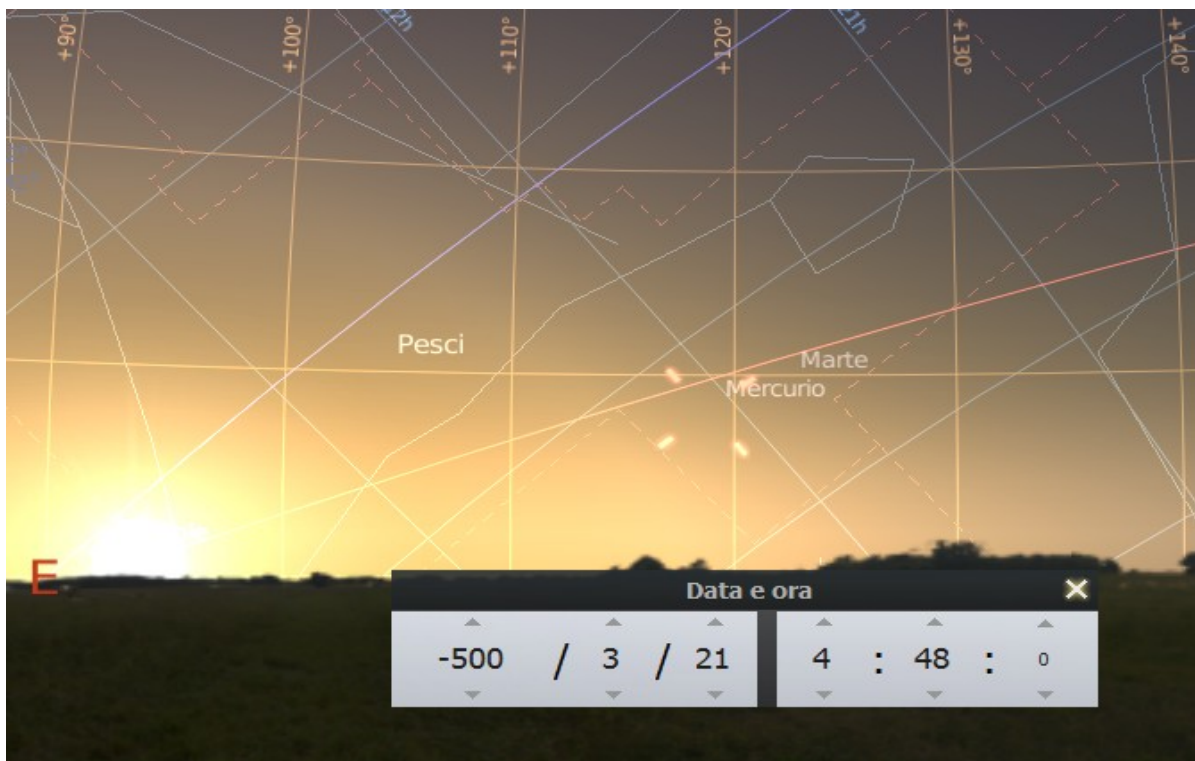 +90°
+100°
+110°
22h
+120°
21h
+130°
+140°
Pesci
Marte
Mercurio
E
Data e ora
-500 / 3 / 21 4 : 48 : 0